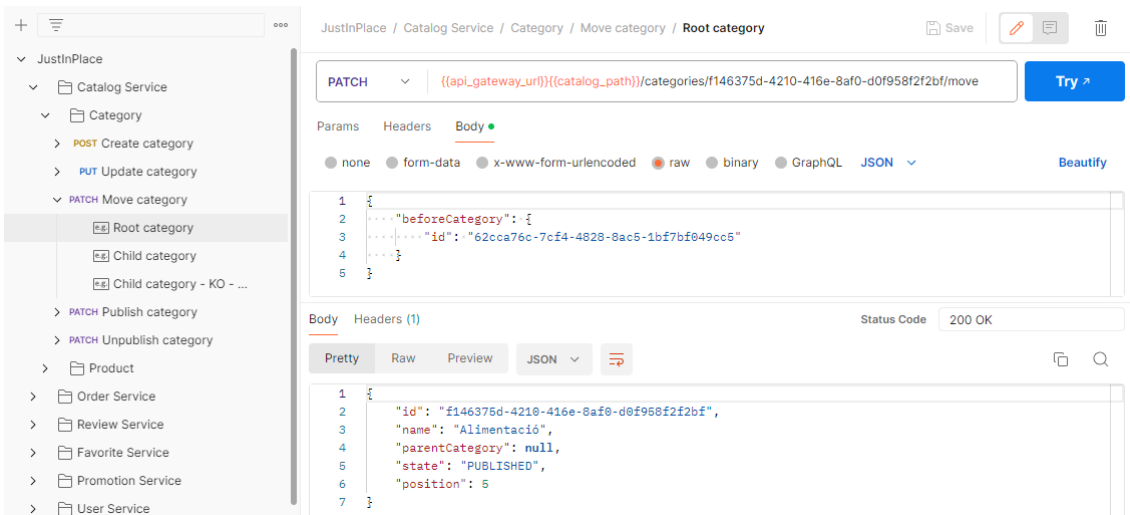 JustInPlace
Catalog Service
Category
POST Create category
PUT Update category
PATCH Move category
e.g. Root category
e.g. Child category
e.g. Child category - KO - ...
PATCH Publish category
PATCH Unpublish category
Product
Order Service
Review Service
Favorite Service
Promotion Service
User Service
JustInPlace / Catalog Service / Category / Move category / Root category
Save
PATCH {{api_gateway_url}}{{catalog_path}}/categories/f146375d-4210-416e-8af0-d0f958f2f2bf/move
Try ↗
Params Headers Body
none form-data x-www-form-urlencoded raw binary GraphQL JSON Beautify
1 {
2 "beforeCategory": {
3 "id": "62cca76c-7cf4-4828-8ac5-1bf7bf049cc5"
4 }
5 }
Body Headers (1) Status Code 200 OK
Pretty Raw Preview JSON
1 {
2 "id": "f146375d-4210-416e-8af0-d0f958f2f2bf",
3 "name": "Alimentació",
4 "parentCategory": null,
5 "state": "PUBLISHED",
6 "position": 5
7 }